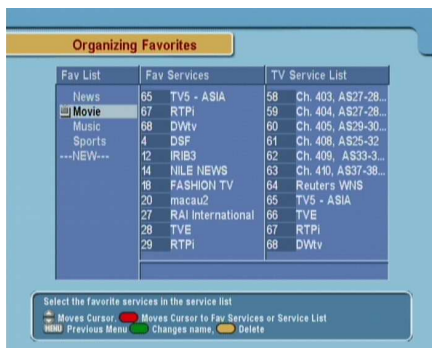 Organizing Favorites
Fav List Fav Services TV Service List
News 65 TV5 - ASIA 58 Ch. 403, AS27-28...
Movie 67 RTPi 59 Ch. 404, AS27-28...
Music 68 DWtv 60 Ch. 405, AS29-30...
Sports 4 DSF 61 Ch. 408, AS25-32
---NEW--- 12 IRIB3 62 Ch. 409, AS33-3...
14 NILE NEWS 63 Ch. 410, AS37-38...
18 FASHION TV 64 Reuters WNS
20 macau2 65 TV5 - ASIA
27 RAI International 66 TVE
28 TVE 67 RTPi
29 RTPi 68 DWtv
Select the favorite services in the service list
Moves Cursor, Moves Cursor to Fav Services or Service List
MENU Previous Menu Changes name, Delete